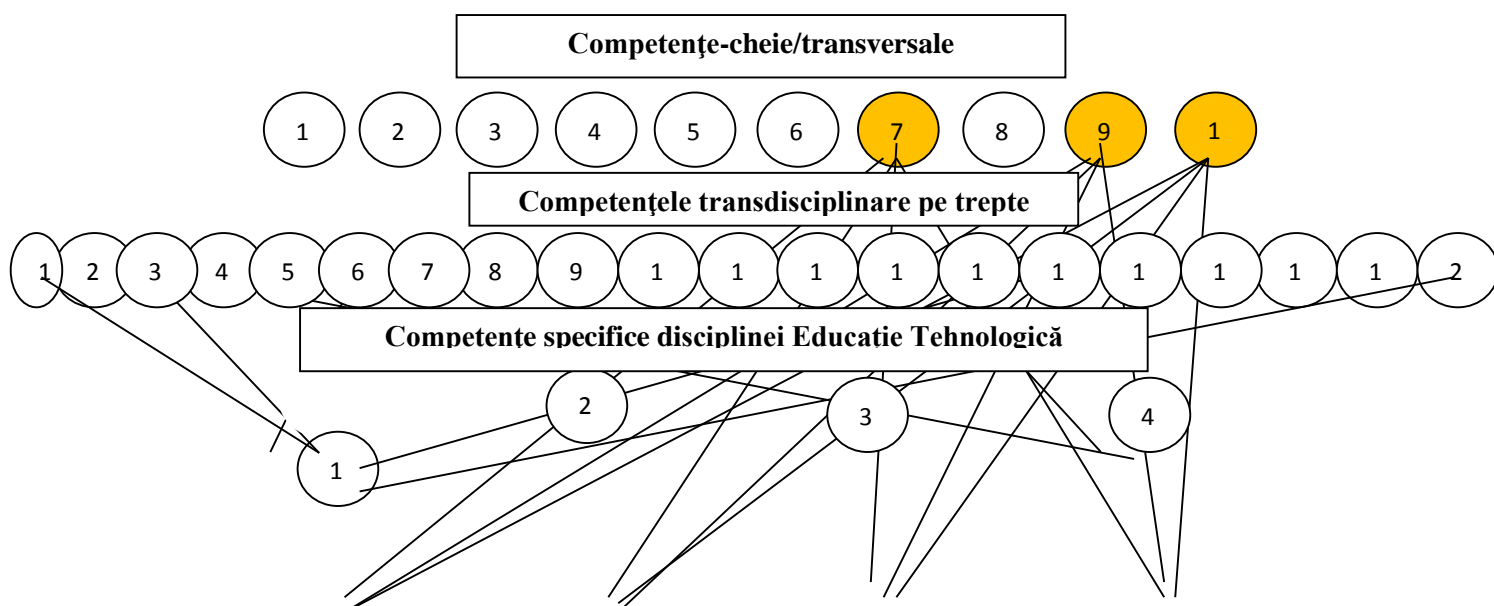 Competenţe-cheie/transversale
1 2 3 4 5 6 7 8 9 1
Competenţele transdisciplinare pe trepte
1 2 3 4 5 6 7 8 9 1 1 1 1 1 1 1 1 1 1 2
Competenţe specifice disciplinei Educaţie Tehnologică
2 3 4
1